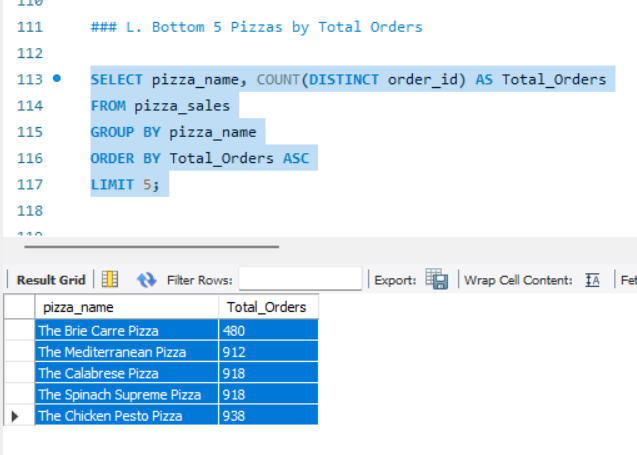 110
111 ### L. Bottom 5 Pizzas by Total Orders
112
113 SELECT pizza_name, COUNT(DISTINCT order_id) AS Total_Orders
114 FROM pizza_sales
115 GROUP BY pizza_name
116 ORDER BY Total_Orders ASC
117 LIMIT 5;
118
Result Grid Filter Rows: Export: Wrap Cell Content: IA Fet
pizza_name Total_Orders
The Brie Carre Pizza 480
The Mediterranean Pizza 912
The Calabrese Pizza 918
The Spinach Supreme Pizza 918
The Chicken Pesto Pizza 938